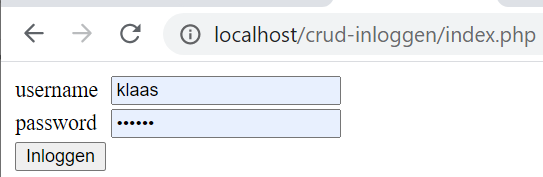 localhost/crud-inloggen/index.php
username klaas
password ••••••
Inloggen